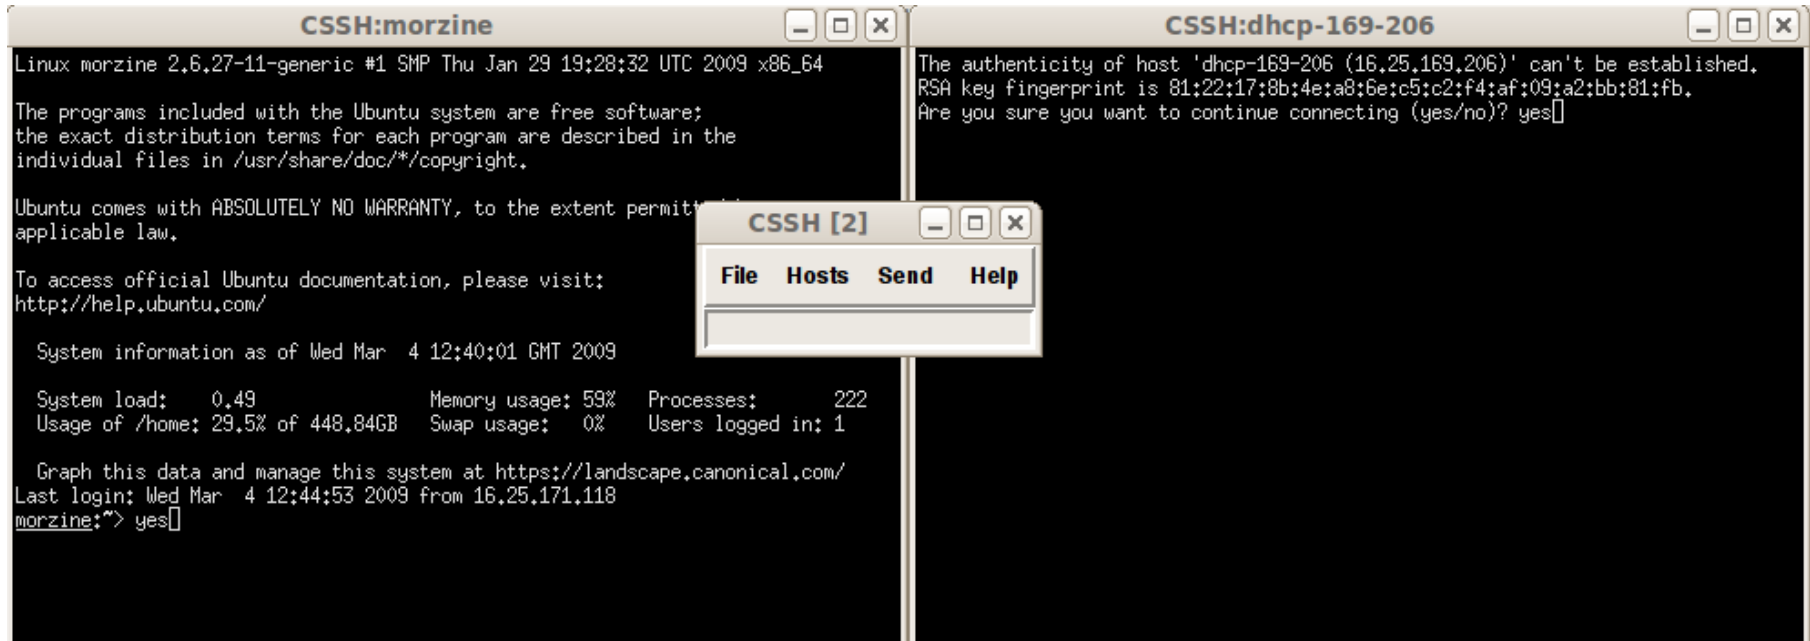 CSSH:morzine
Linux morzine 2.6.27-11-generic #1 SMP Thu Jan 29 19:28:32 UTC 2009 x86_64
The programs included with the Ubuntu system are free software;
the exact distribution terms for each program are described in the
individual files in /usr/share/doc/*/copyright.
Ubuntu comes with ABSOLUTELY NO WARRANTY, to the extent
applicable law.
To access official Ubuntu documentation, please visit:
http://help.ubuntu.com/
System information as of Wed Mar  4 12:40:01 GMT 2009
System load:   0.49   Memory usage: 59%   Processes:   222
Usage of /home: 29.5% of 448.84GB   Swap usage:   0%   Users logged in: 1
Graph this data and manage this system at https://landscape.canonical.com/
Last login: Wed Mar  4 12:44:53 2009 from 16.25.171.118
morzine:~> yes
CSSH:dhcp-169-206
The authenticity of host 'dhcp-169-206 (16.25.169.206)' can't be established.
RSA key fingerprint is 81:22:17:8b:4e:a8:6e:c5:c2:f4:af:09:a2:bb:81:fb.
Are you sure you want to continue connecting (yes/no)? yes
CSSH [2]
File Hosts Send Help